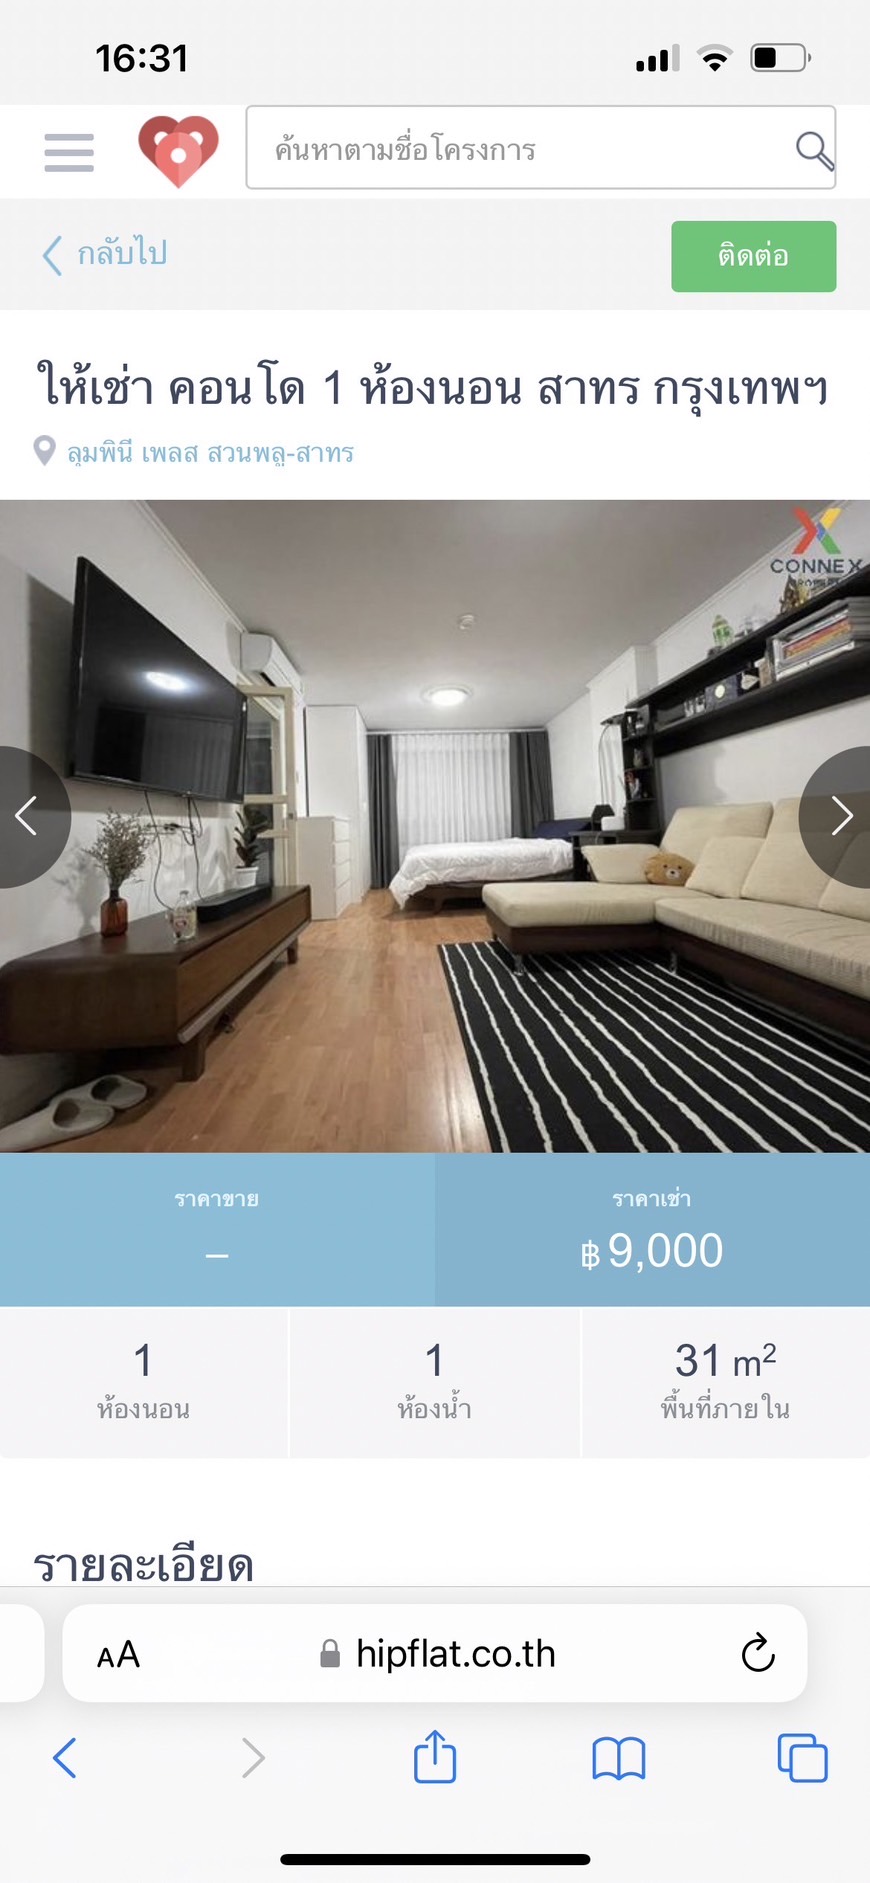 16:31
ค้นหาตามชื่อโครงการ
กลับไป
ติดต่อ
ให้เช่า คอนโด 1 ห้องนอน สาทร กรุงเทพฯ
ลุมพินี เพลส สวนพลู-สาทร
CONNEX
ราคาขาย
–
ราคาเช่า
฿ 9,000
1
ห้องนอน
1
ห้องน้ำ
31 m²
พื้นที่ภายใน
รายละเอียด
AA
hipflat.co.th